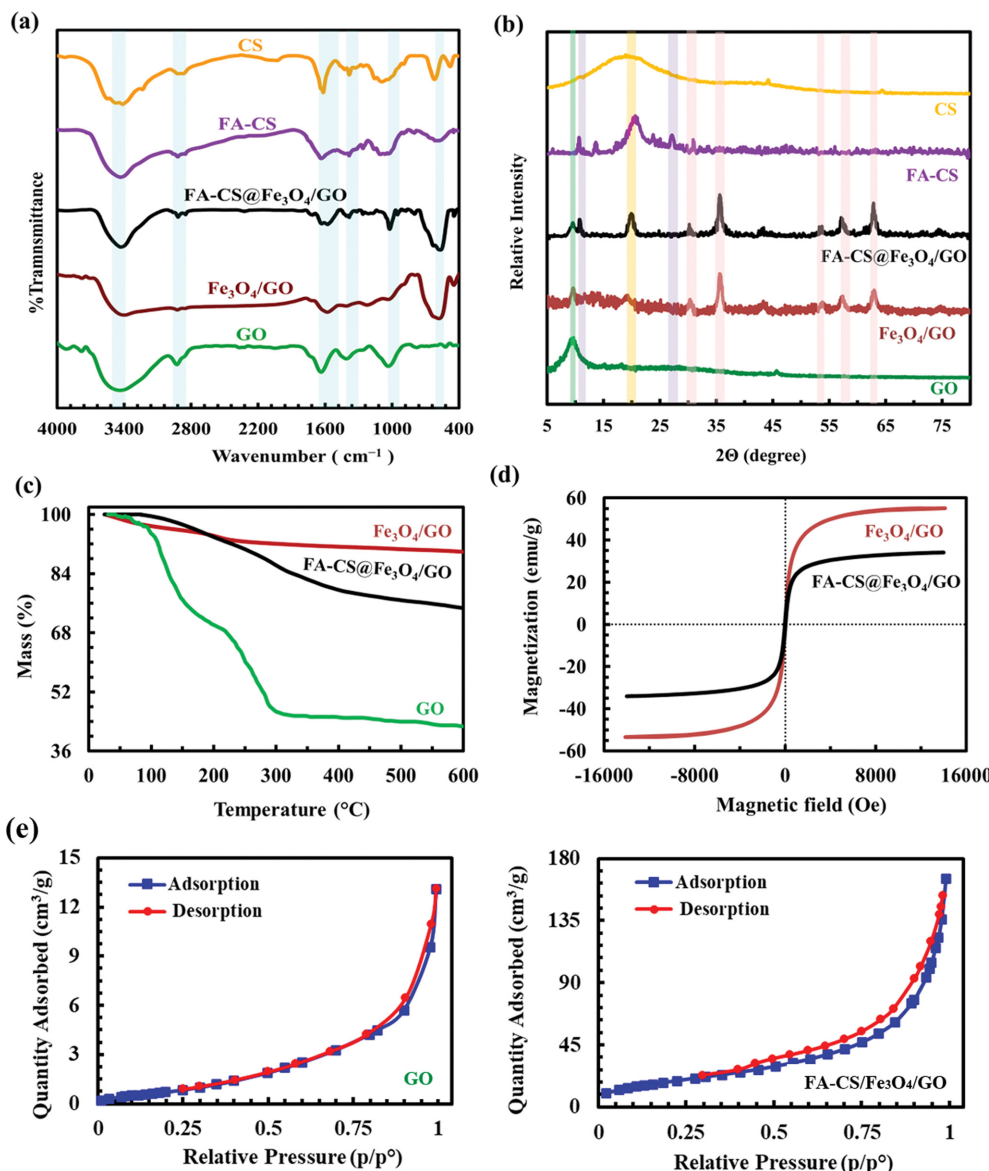 (a)
CS
FA-CS
FA-CS@Fe₃O₄/GO
Fe₃O₄/GO
GO
%Tranmsmittance
4000 3400 2800 2200 1600 1000 400
Wavenumber ( cm⁻¹ )
(b)
CS
FA-CS
FA-CS@Fe₃O₄/GO
Fe₃O₄/GO
GO
Relative Intensity
5 15 25 35 45 55 65 75
2Θ (degree)
(c)
100
84
68
52
36
Mass (%)
Fe₃O₄/GO
FA-CS@Fe₃O₄/GO
GO
0 100 200 300 400 500 600
Temperature (°C)
(d)
60
40
20
0
-20
-40
-60
Magnetization (emu/g)
Fe₃O₄/GO
FA-CS@Fe₃O₄/GO
-16000 -8000 0 8000 16000
Magnetic field (Oe)
(e)
15
12
9
6
3
0
Quantity Adsorbed (cm³/g)
Adsorption
Desorption
GO
0 0.25 0.5 0.75 1
Relative Pressure (p/p°)
180
135
90
45
0
Quantity Adsorbed (cm³/g)
Adsorption
Desorption
FA-CS/Fe₃O₄/GO
0 0.25 0.5 0.75 1
Relative Pressure (p/p°)